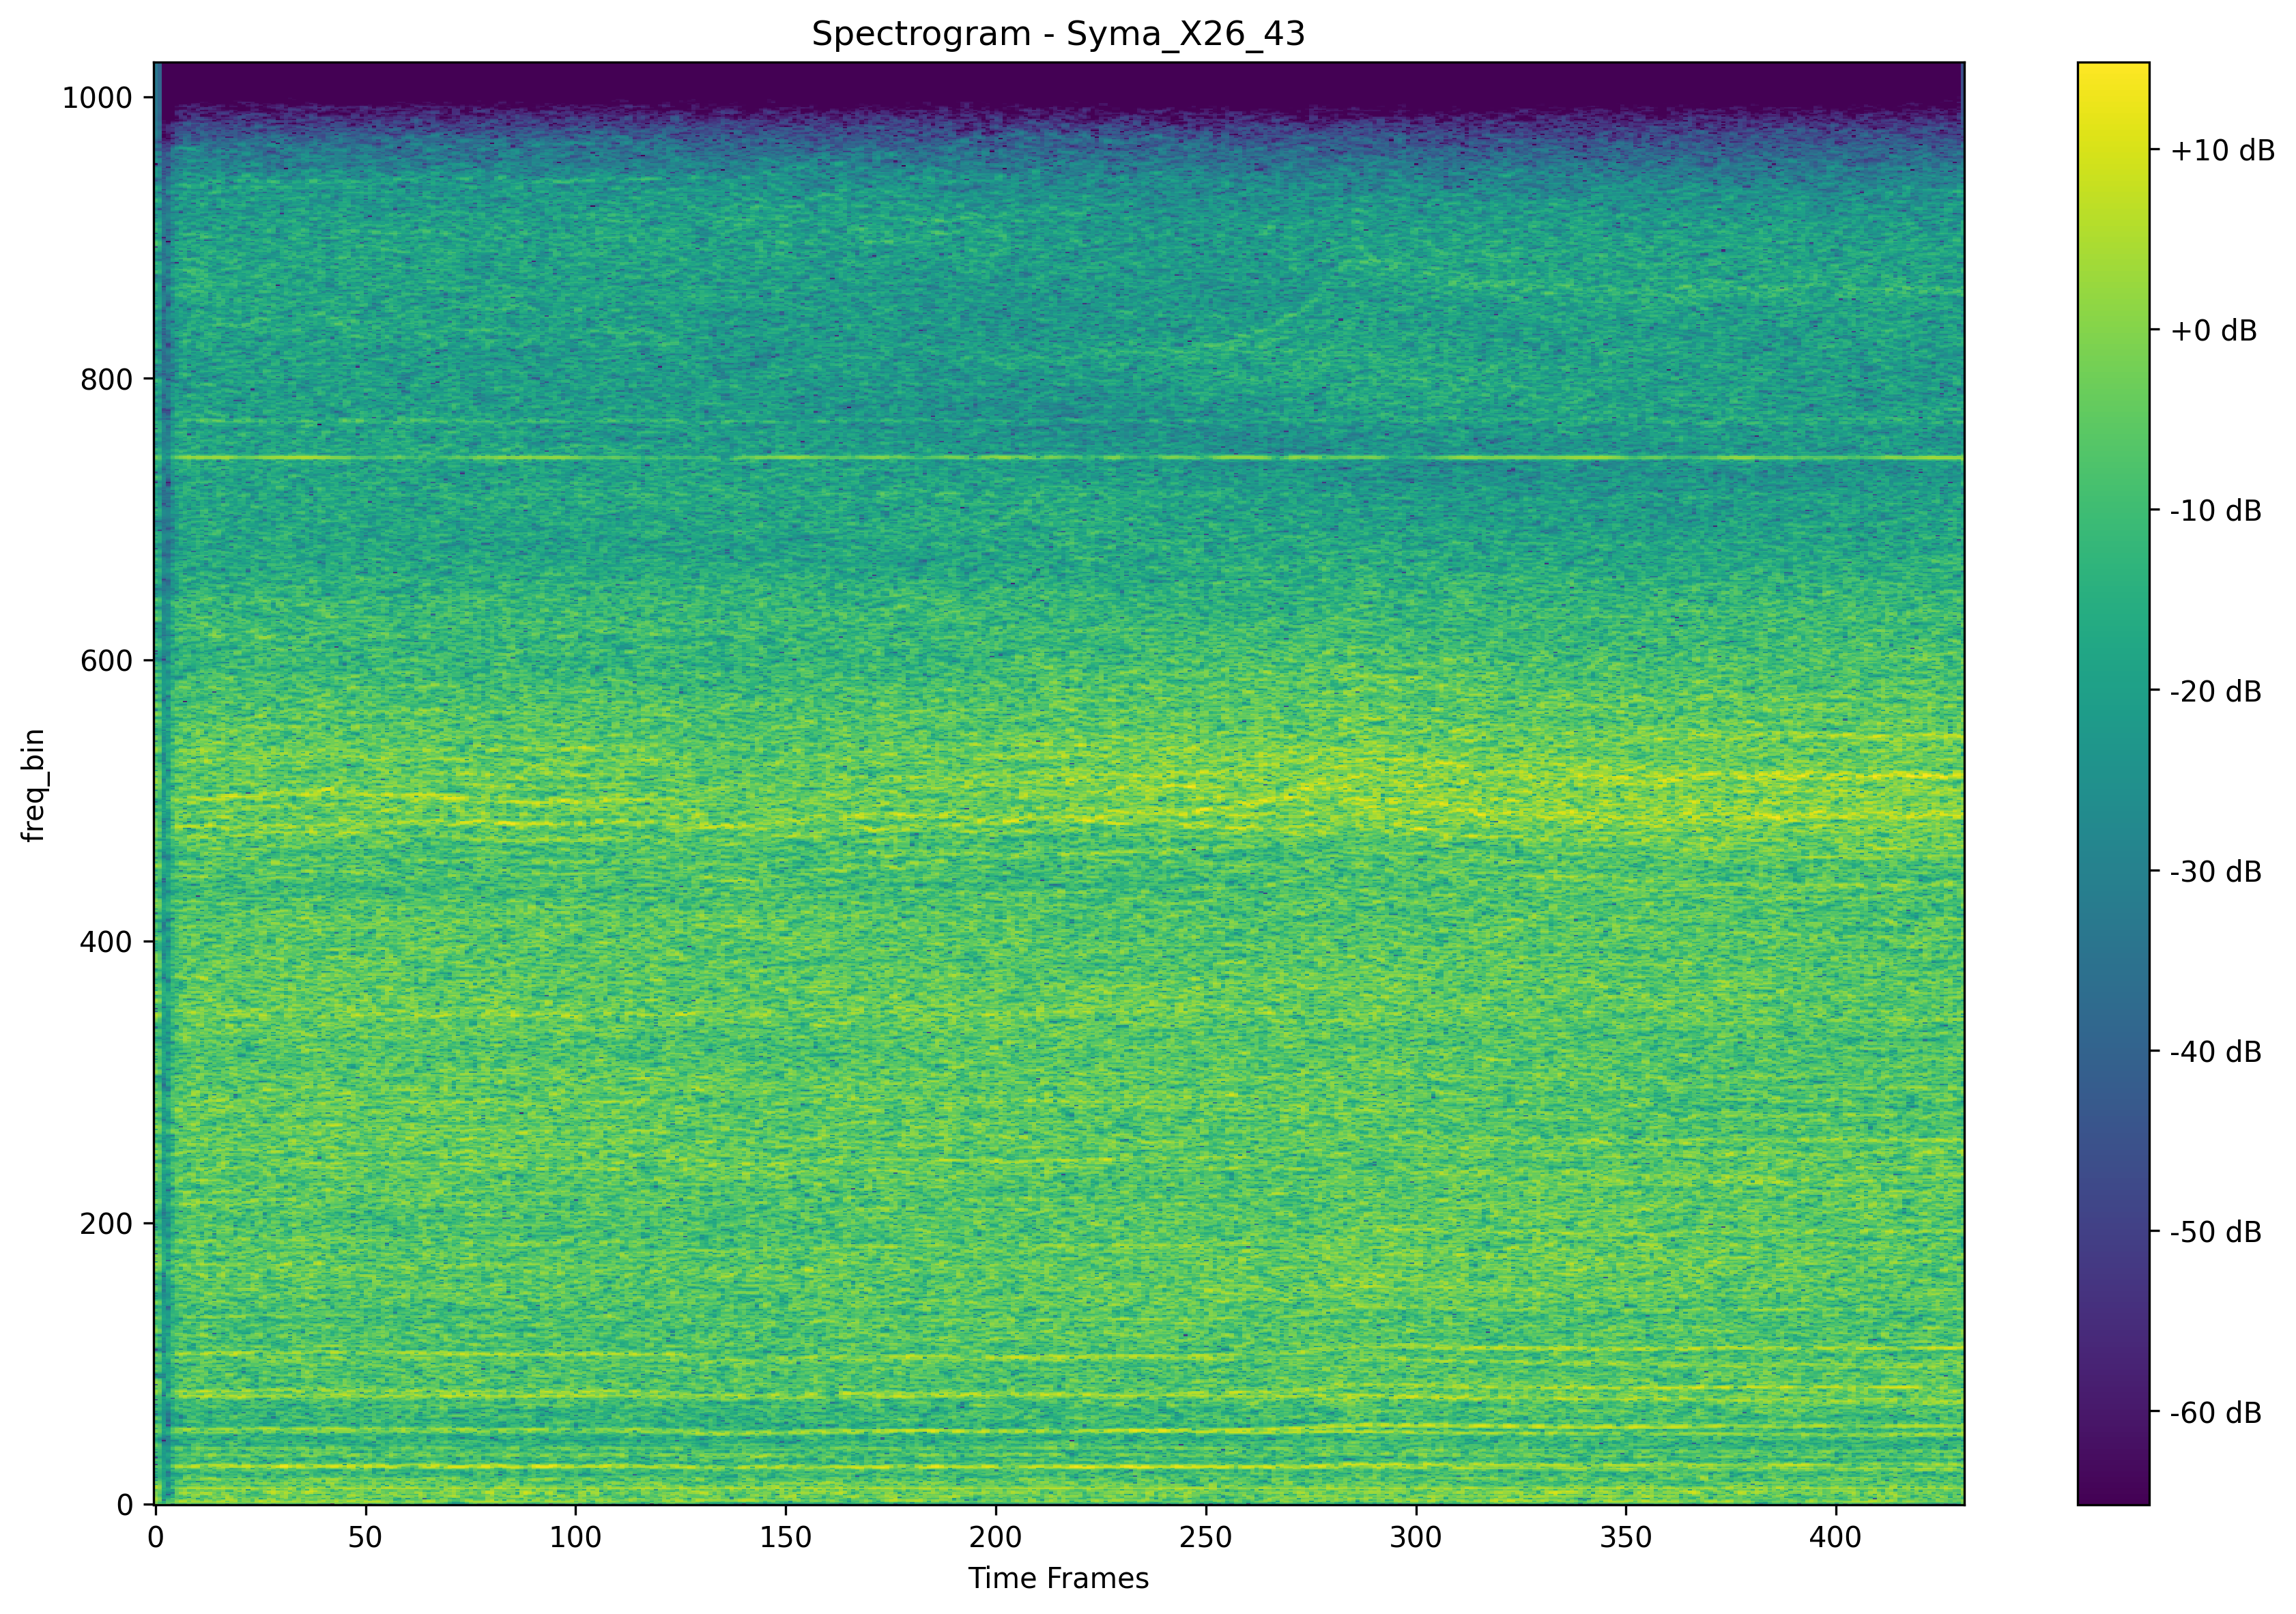 Spectrogram - Syma_X26_43
1000
800
600
400
200
0
freq_bin
0 50 100 150 200 250 300 350 400
Time Frames
+10 dB
+0 dB
-10 dB
-20 dB
-30 dB
-40 dB
-50 dB
-60 dB